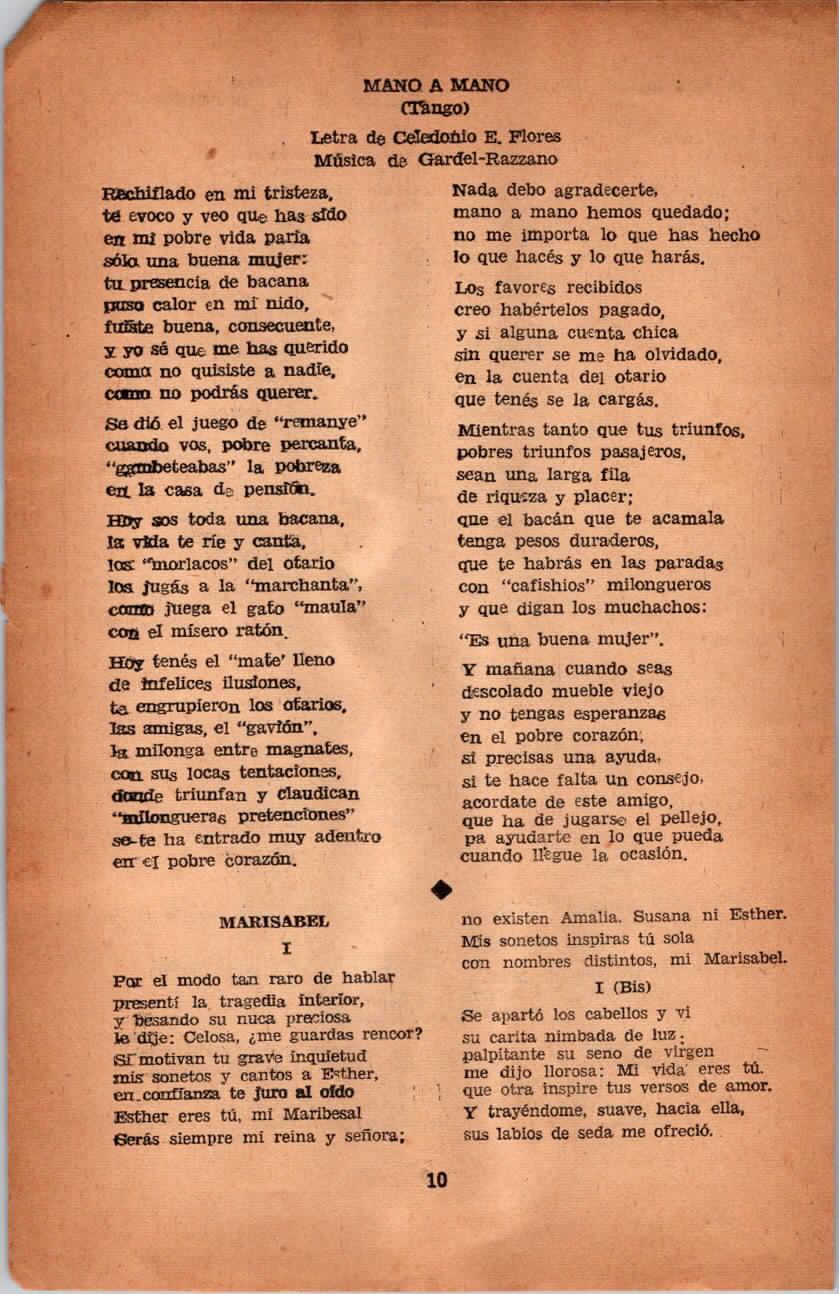 MANO A MANO
(Tango)
Letra de Celedonio E. Flores
Música de Gardel-Razzano
Rechiflado en mi tristeza,
te evoco y veo que has sido
en mi pobre vida paria
sólo una buena mujer:
tu presencia de bacana
puso calor en mi nido,
fuiste buena, consecuente,
y yo sé que me has querido
como no quisiste a nadie,
como no podrás querer.
Se dió el juego de "remanye"
cuando vos, pobre percanta,
"gambeteabas" la pobreza
en la casa de pensión.
Hoy sos toda una bacana,
la vida te ríe y canta,
los "morlacos" del otario
los jugás a la "marchanta",
como juega el gato "maula"
con el mísero ratón.
Hoy tenés el "mate' lleno
de infelices ilusiones,
te engrupieron los otarios,
las amigas, el "gavión",
la milonga entre magnates,
con sus locas tentaciones,
donde triunfan y claudican
"milongueras pretenciones"
se te ha entrado muy adentro
en el pobre corazón.
Nada debo agradecerte,
mano a mano hemos quedado;
no me importa lo que has hecho
lo que hacés y lo que harás.
Los favores recibidos
creo habértelos pagado,
y si alguna cuenta chica
sin querer se me ha olvidado,
en la cuenta del otario
que tenés se la cargás.
Mientras tanto que tus triunfos,
pobres triunfos pasajeros,
sean una larga fila
de riqueza y placer;
que el bacán que te acamala
tenga pesos duraderos,
que te habrás en las paradas
con "cafishios" milongueros
y que digan los muchachos:
"Es una buena mujer".
Y mañana cuando seas
descolado mueble viejo
y no tengas esperanzas
en el pobre corazón,
si precisas una ayuda,
si te hace falta un consejo,
acordate de este amigo,
que ha de jugarse el pellejo,
pa ayudarte en lo que pueda
cuando llegue la ocasión.
MARISABEL
I
Por el modo tan raro de hablar
presentí la tragedia interior,
y besando su nuca preciosa
le dije: Celosa, ¿me guardas rencor?
Si motivan tu grave inquietud
mis sonetos y cantos a Esther,
en confianza te juro al oído
Esther eres tú, mi Maribesal
Serás siempre mi reina y señora;
no existen Amalia. Susana ni Esther.
Mis sonetos inspiras tú sola
con nombres distintos, mi Marisabel.
I (Bis)
Se apartó los cabellos y vi
su carita nimbada de luz;
palpitante su seno de virgen
me dijo llorosa: Mi vida eres tú.
que otra inspire tus versos de amor.
Y trayéndome, suave, hacia ella,
sus labios de seda me ofreció.
10